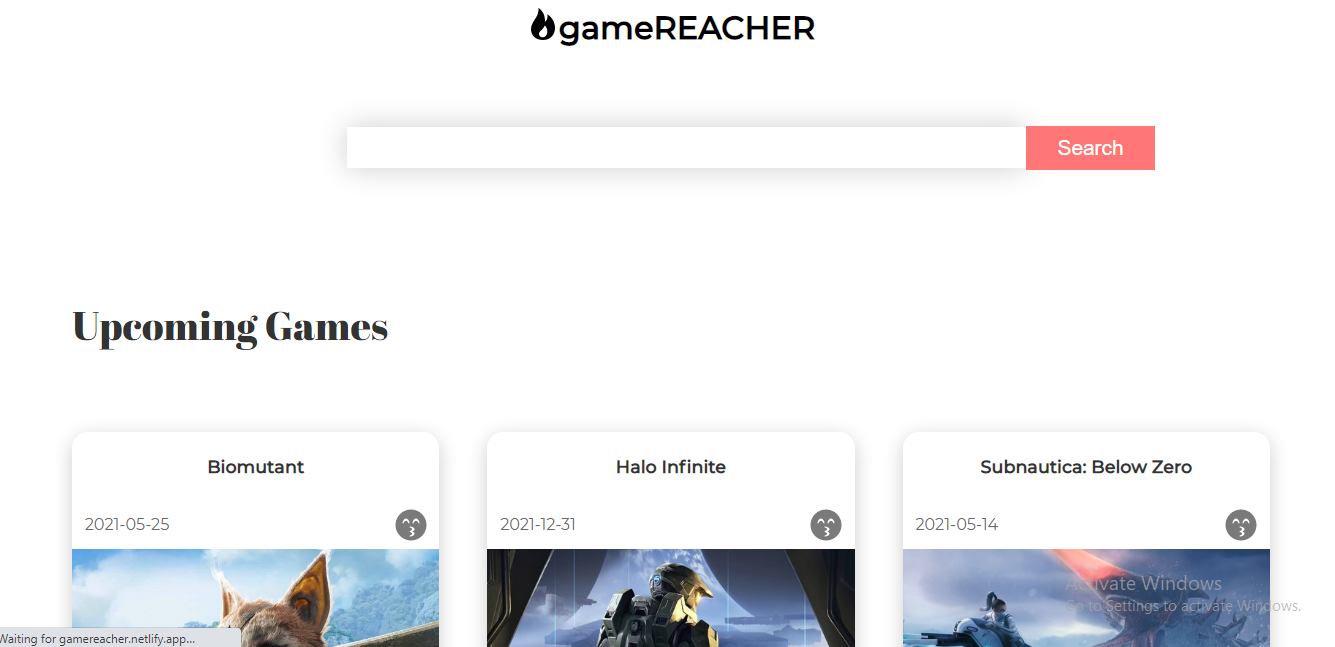 gameREACHER
Search
Upcoming Games
Biomutant
Halo Infinite
Subnautica: Below Zero
2021-05-25
2021-12-31
2021-05-14
Activate Windows
Go to Settings to activate Windows.
Waiting for gamereacher.netlify.app...